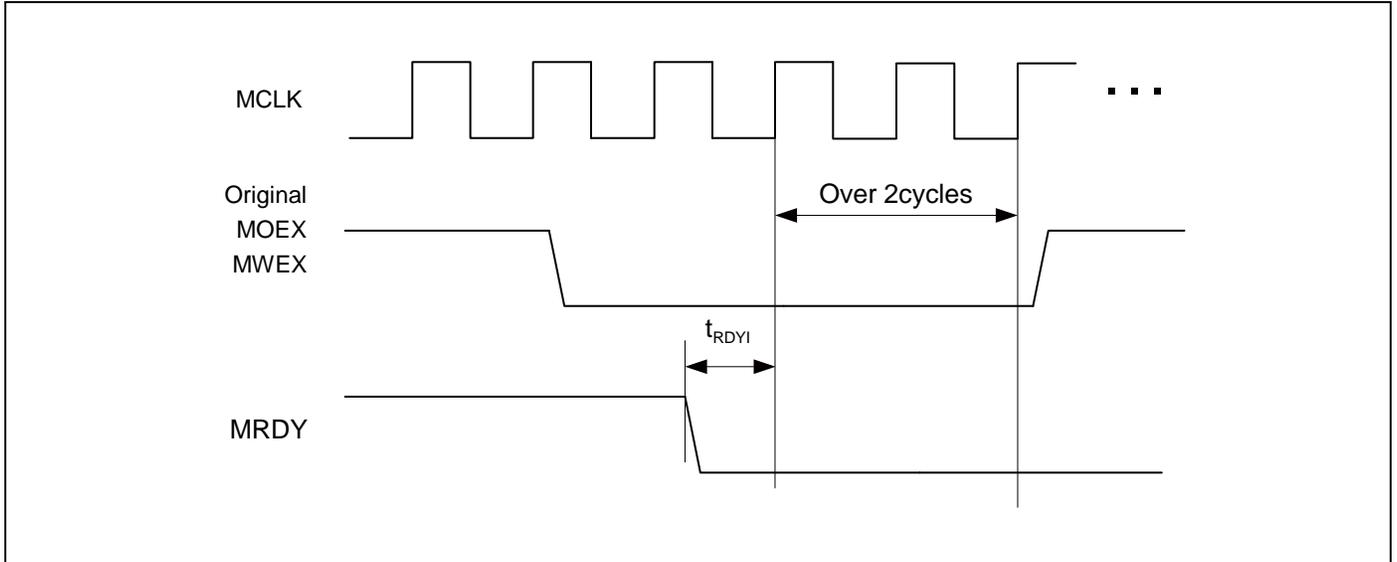 MCLK
Original
MOEX
MWEX
Over 2cycles
tRDYI
MRDY